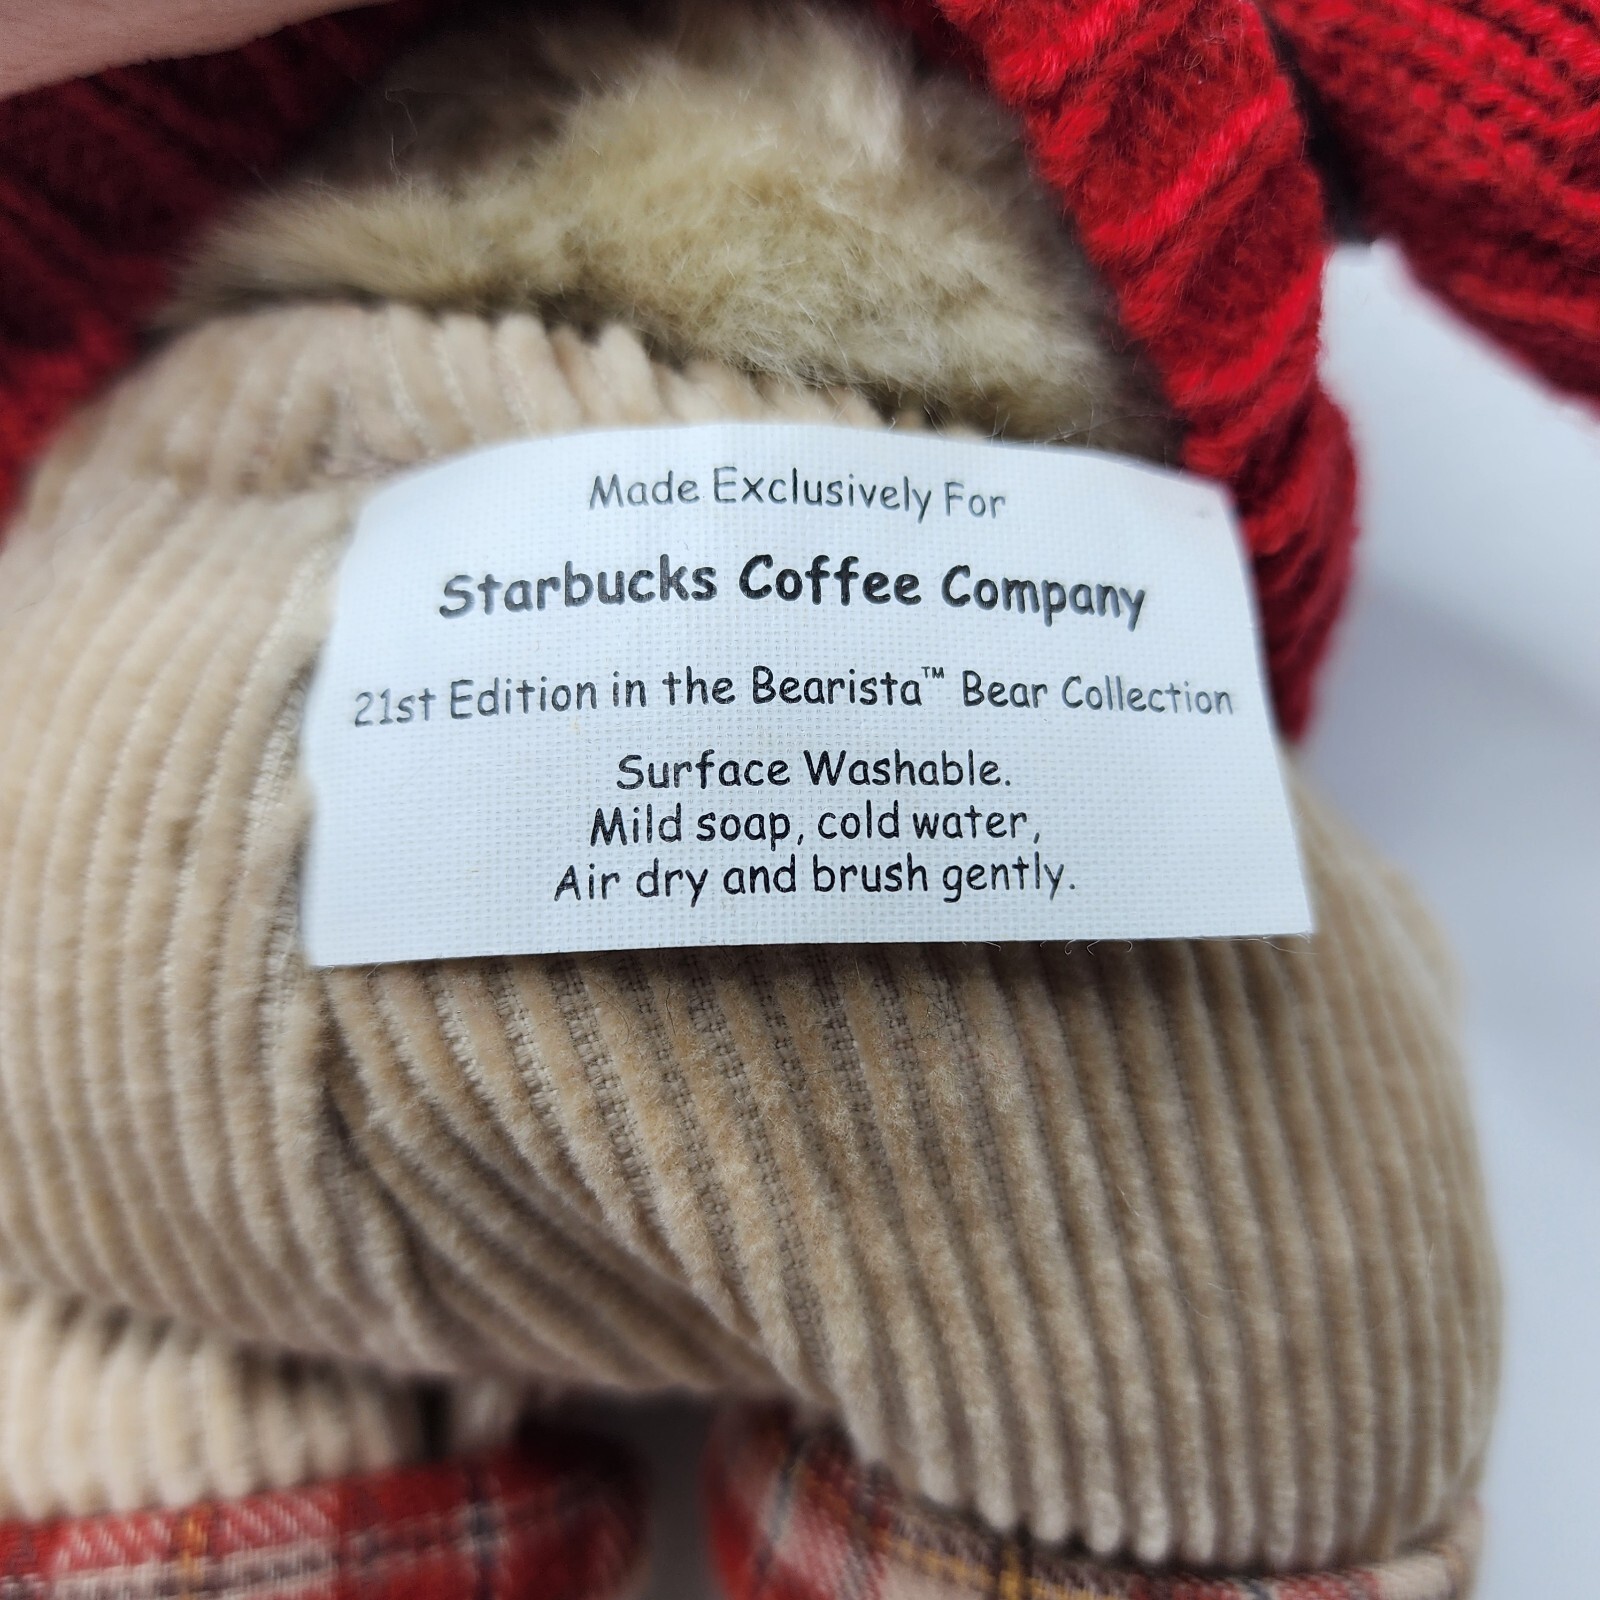 Made Exclusively For
Starbucks Coffee Company
21st Edition in the Bearista™ Bear Collection
Surface Washable.
Mild soap, cold water,
Air dry and brush gently.